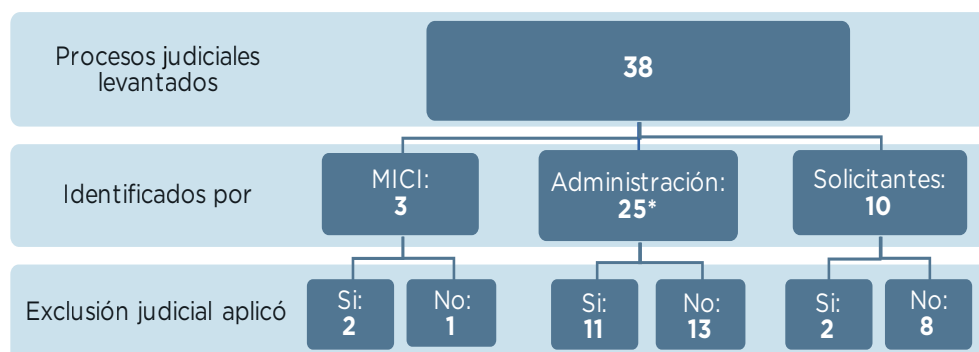 Procesos judiciales
levantados
38
Identificados por
MICI:
3
Administración:
25*
Solicitantes:
10
Exclusión judicial aplicó
Si:
2
No:
1
Si:
11
No:
13
Si:
2
No:
8